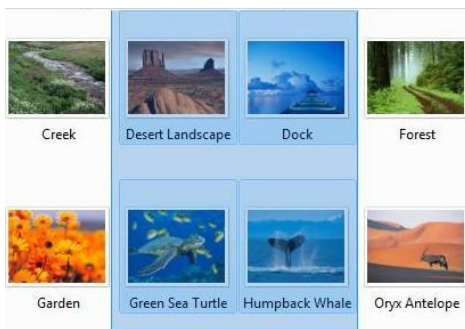 Creek Desert Landscape Dock Forest
Garden Green Sea Turtle Humpback Whale Oryx Antelope